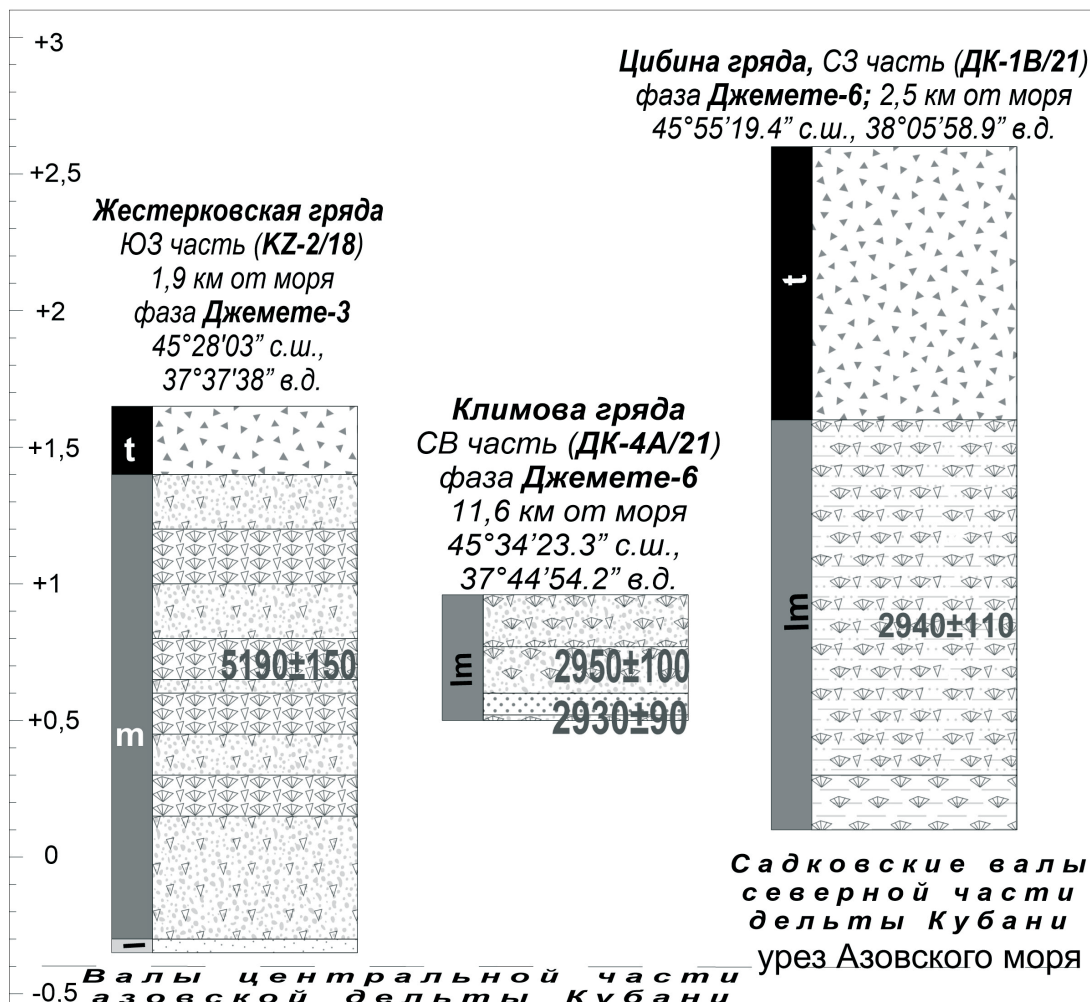 +3
+2,5
+2
+1,5
+1
+0,5
0
-0,5
Жестерковская гряда
ЮЗ часть (KZ-2/18)
1,9 км от моря
фаза Джемете-3
45°28'03” с.ш.,
37°37'38” в.д.
t
m
l
5190±150
Климова гряда
СВ часть (ДК-4А/21)
фаза Джемете-6
11,6 км от моря
45°34’23.3” с.ш.,
37°44’54.2” в.д.
lm
2950±100
2930±90
Цибина гряда, СЗ часть (ДК-1В/21)
фаза Джемете-6; 2,5 км от моря
45°55’19.4” с.ш., 38°05’58.9” в.д.
t
lm
2940±110
Садковские валы
северной части
дельты Кубани
урез Азовского моря
Валы центральной части
азовской дельты Кубани